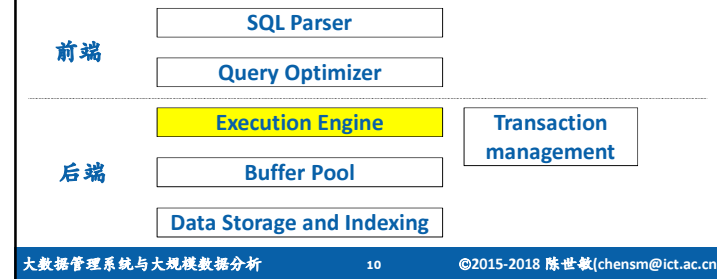 SQL Parser
前端
Query Optimizer
Execution Engine
Transaction
management
后端
Buffer Pool
Data Storage and Indexing
大数据管理系统与大规模数据分析
10
©2015-2018 陈世敏(chensm@ict.ac.cn